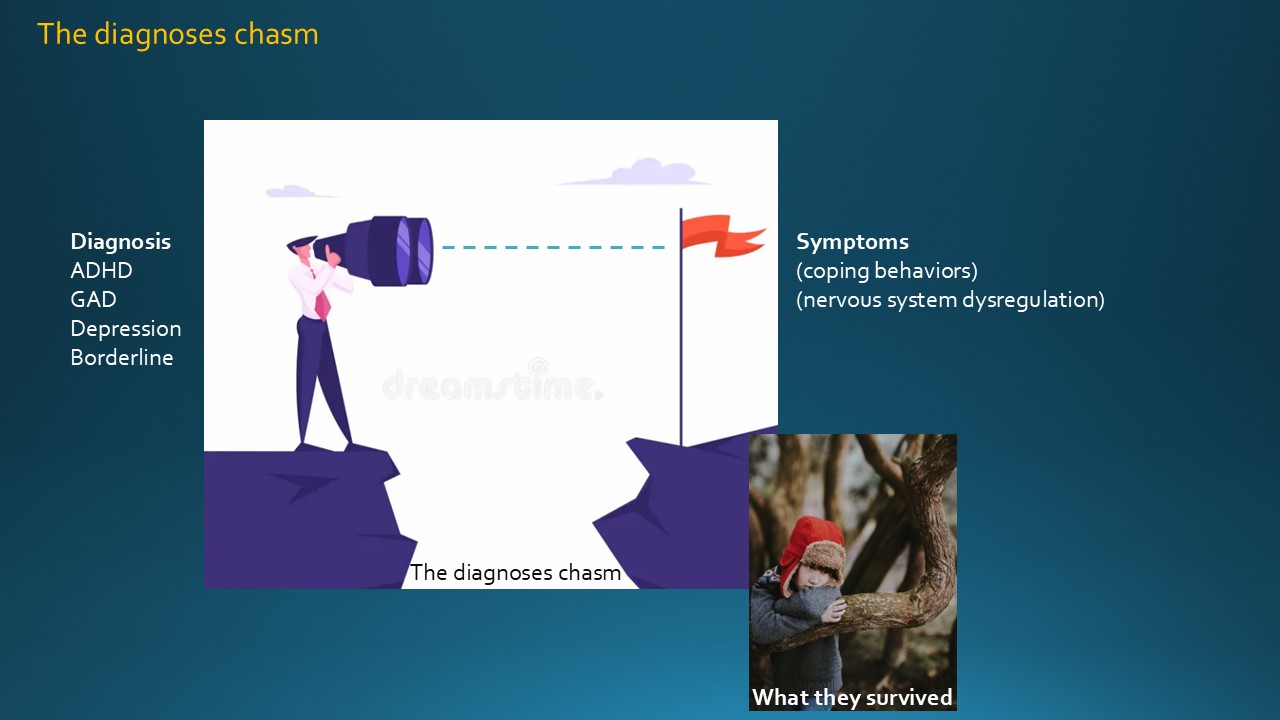 The diagnoses chasm
Diagnosis
ADHD
GAD
Depression
Borderline
dreamstime.
Symptoms
(coping behaviors)
(nervous system dysregulation)
The diagnoses chasm
What they survived